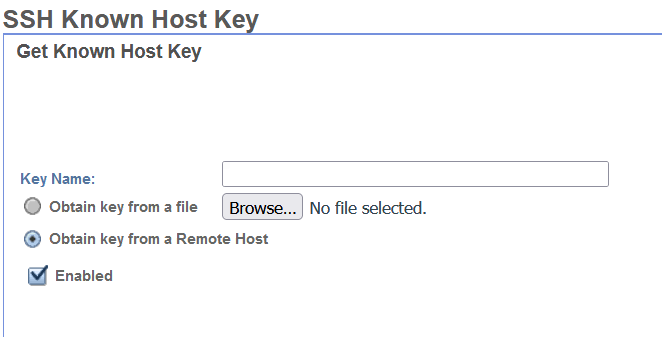 SSH Known Host Key
Get Known Host Key
Key Name:
Obtain key from a file Browse... No file selected.
Obtain key from a Remote Host
Enabled